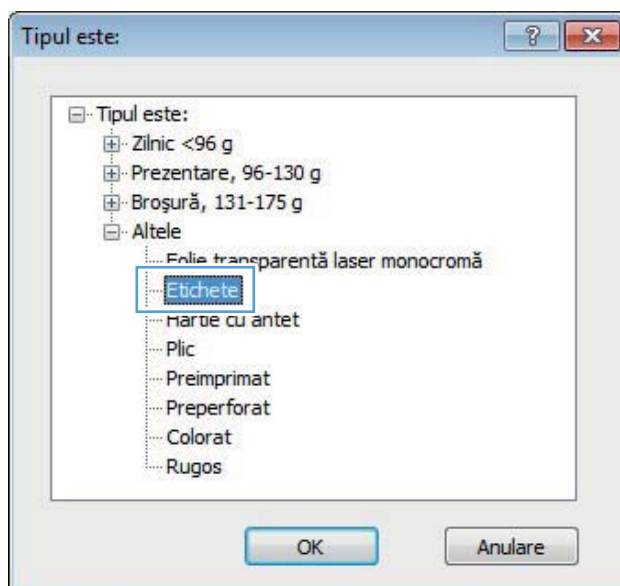 Tipul este:
Tipul este:
Zilnic <96 g
Prezentare, 96-130 g
Broşură, 131-175 g
Altele
Folie transparentă laser monocromă
Etichete
Hârtie cu antet
Plic
Preimprimat
Preperforat
Colorat
Rugos
OK Anulare